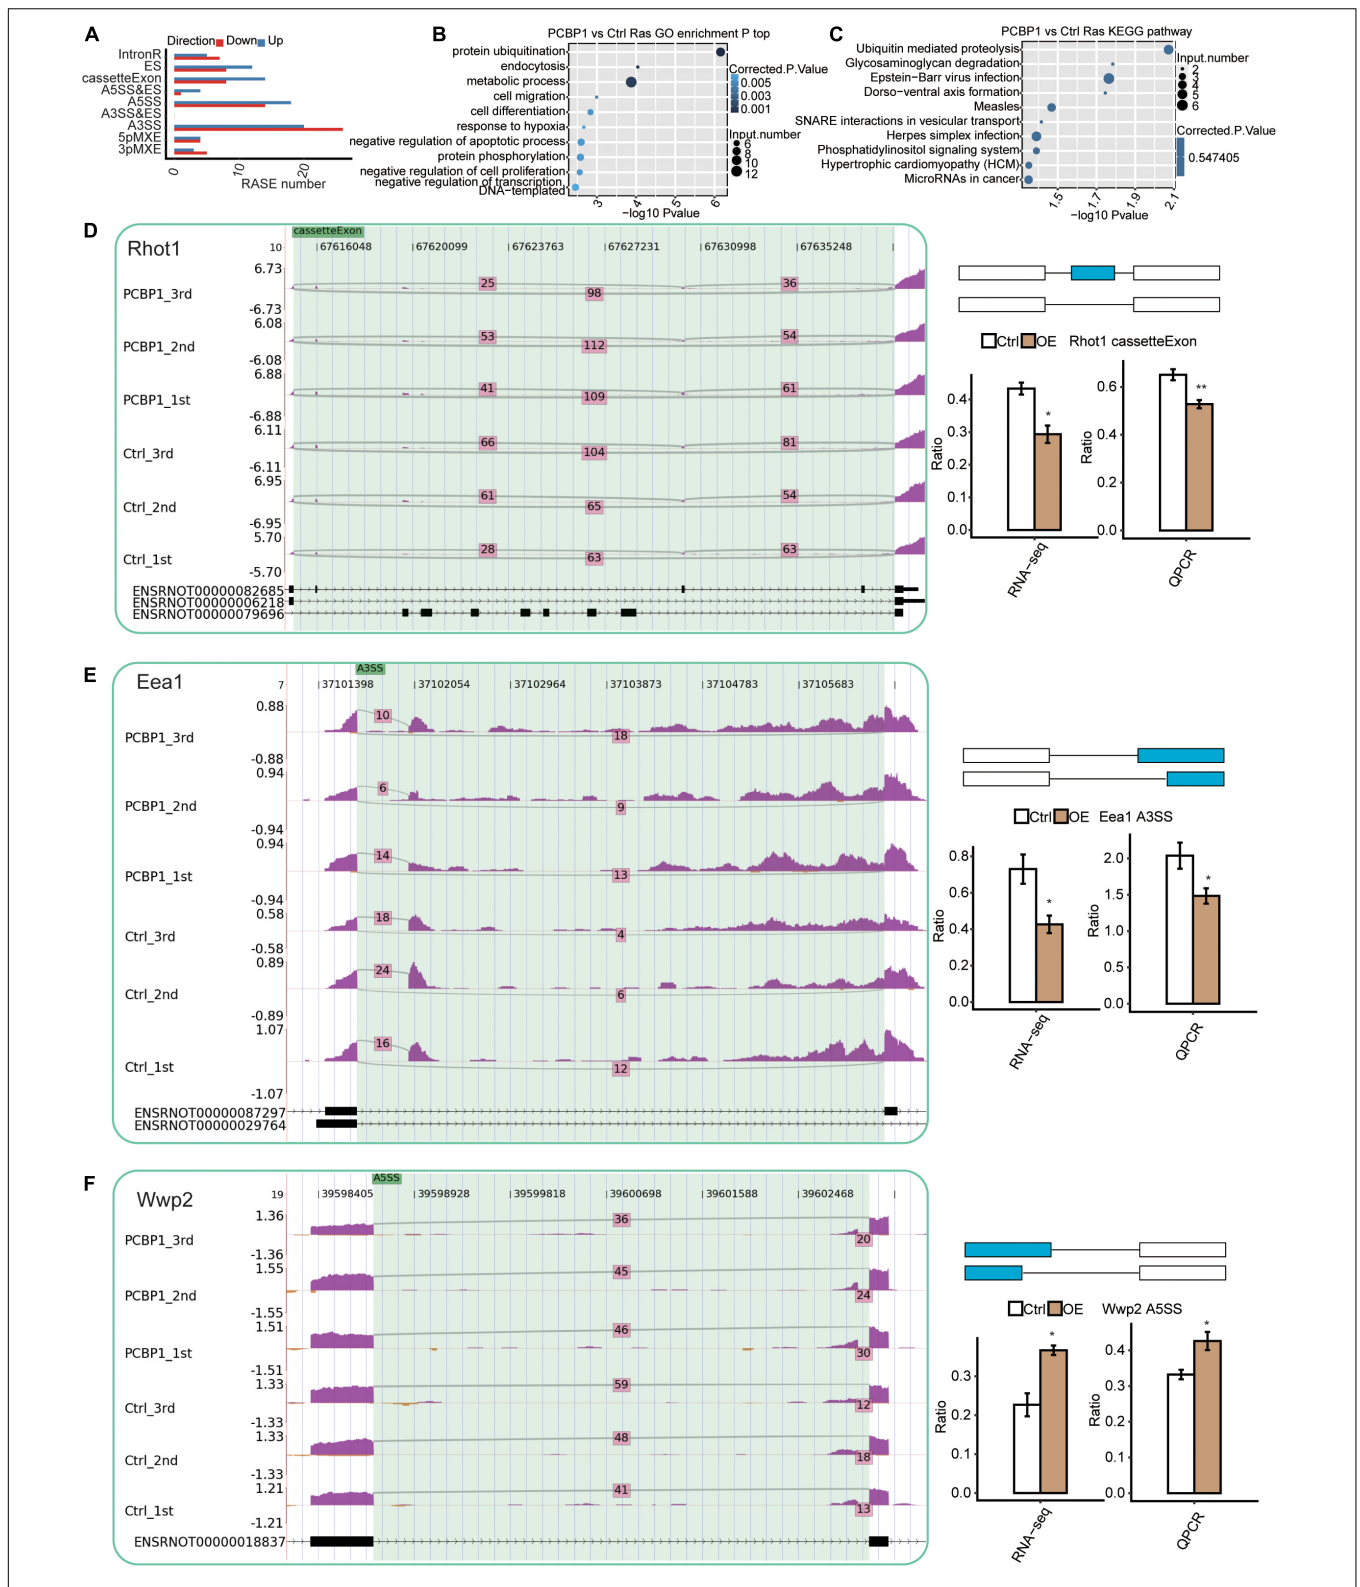 A
Direction Down Up
IntronR
ES
cassetteExon
A5SS&ES
A5SS
A3SS&ES
A3SS
5pMXE
3pMXE
0
10
20
RASE number
B
PCBP1 vs Ctrl Ras GO enrichment P top
protein ubiquitination
endocytosis
metabolic process
cell migration
cell differentiation
response to hypoxia
negative regulation of apoptotic process
protein phosphorylation
negative regulation of cell proliferation
negative regulation of transcription,
DNA-templated
3
4
5
6
−log10 Pvalue
Corrected.P.Value
0.005
0.003
0.001
Input.number
6
8
10
12
C
PCBP1 vs Ctrl Ras KEGG pathway
Ubiquitin mediated proteolysis
Glycosaminoglycan degradation
Epstein−Barr virus infection
Dorso−ventral axis formation
Measles
SNARE interactions in vesicular transport
Herpes simplex infection
Phosphatidylinositol signaling system
Hypertrophic cardiomyopathy (HCM)
MicroRNAs in cancer
1.5
1.7
1.9
2.1
−log10 Pvalue
Input.number
2
3
4
5
6
Corrected.P.Value
0.547405
D
cassetteExon
Rhot1
10 67616048 67620099 67623763 67627231 67630998 67635248
6.73
PCBP1_3rd
-6.73
25 98 36
6.08
PCBP1_2nd
-6.08
53 112 54
6.88
PCBP1_1st
-6.88
41 109 61
6.11
Ctrl_3rd
-6.11
66 104 81
6.95
Ctrl_2nd
-6.95
61 65 54
5.70
Ctrl_1st
-5.70
28 63 63
ENSRNOT00000082685
ENSRNOT00000006218
ENSRNOT00000079696
Ctrl OE Rhot1 cassetteExon
Ratio
0.4
0.3
0.2
0.1
0.0
*
RNA−seq
Ratio
0.6
0.4
0.2
0.0
**
QPCR
E
A3SS
Eea1
7 37101398 37102054 37102964 37103873 37104783 37105683
0.88
PCBP1_3rd
-0.88
10 18
0.94
PCBP1_2nd
-0.94
6 9
0.94
PCBP1_1st
-0.94
14 13
0.58
Ctrl_3rd
-0.58
18 4
0.89
Ctrl_2nd
-0.89
24 6
1.07
Ctrl_1st
-1.07
16 12
ENSRNOT00000087297
ENSRNOT00000029764
Ctrl OE Eea1 A3SS
Ratio
0.8
0.6
0.4
0.2
0.0
*
RNA−seq
Ratio
2.0
1.5
1.0
0.5
0.0
*
QPCR
F
A5SS
Wwp2
19 39598405 39598928 39599818 39600698 39601588 39602468
1.36
PCBP1_3rd
-1.36
36 20
1.55
PCBP1_2nd
-1.55
45 24
1.51
PCBP1_1st
-1.51
46 30
1.33
Ctrl_3rd
-1.33
59 12
1.33
Ctrl_2nd
-1.33
48 18
1.21
Ctrl_1st
-1.21
41 13
ENSRNOT00000018837
Ctrl OE Wwp2 A5SS
Ratio
0.3
0.2
0.1
0.0
*
RNA−seq
Ratio
0.4
0.3
0.2
0.1
0.0
*
QPCR